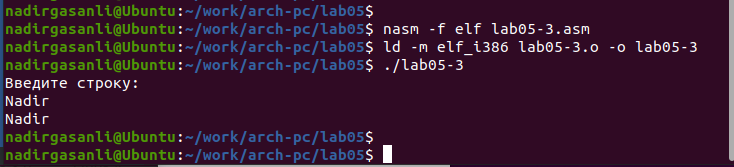 nadirgasanli@Ubuntu:~/work/arch-pc/lab05$
nadirgasanli@Ubuntu:~/work/arch-pc/lab05$ nasm -f elf lab05-3.asm
nadirgasanli@Ubuntu:~/work/arch-pc/lab05$ ld -m elf_i386 lab05-3.o -o lab05-3
nadirgasanli@Ubuntu:~/work/arch-pc/lab05$ ./lab05-3
Введите строку:
Nadir
Nadir
nadirgasanli@Ubuntu:~/work/arch-pc/lab05$
nadirgasanli@Ubuntu:~/work/arch-pc/lab05$